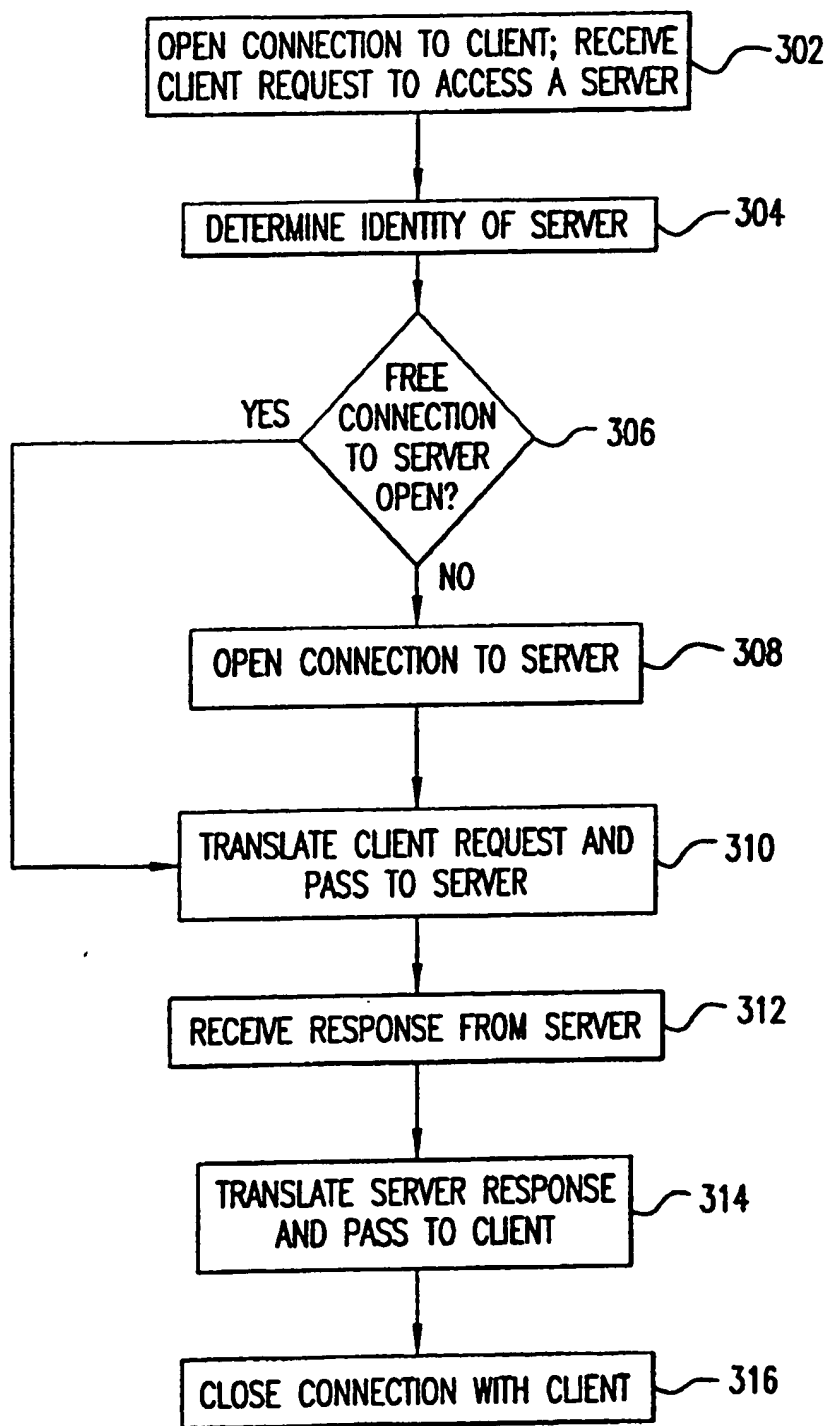 OPEN CONNECTION TO CLIENT; RECEIVE
CLIENT REQUEST TO ACCESS A SERVER
302
DETERMINE IDENTITY OF SERVER
304
FREE
CONNECTION
TO SERVER
OPEN?
306
YES
NO
OPEN CONNECTION TO SERVER
308
TRANSLATE CLIENT REQUEST AND
PASS TO SERVER
310
RECEIVE RESPONSE FROM SERVER
312
TRANSLATE SERVER RESPONSE
AND PASS TO CLIENT
314
CLOSE CONNECTION WITH CLIENT
316